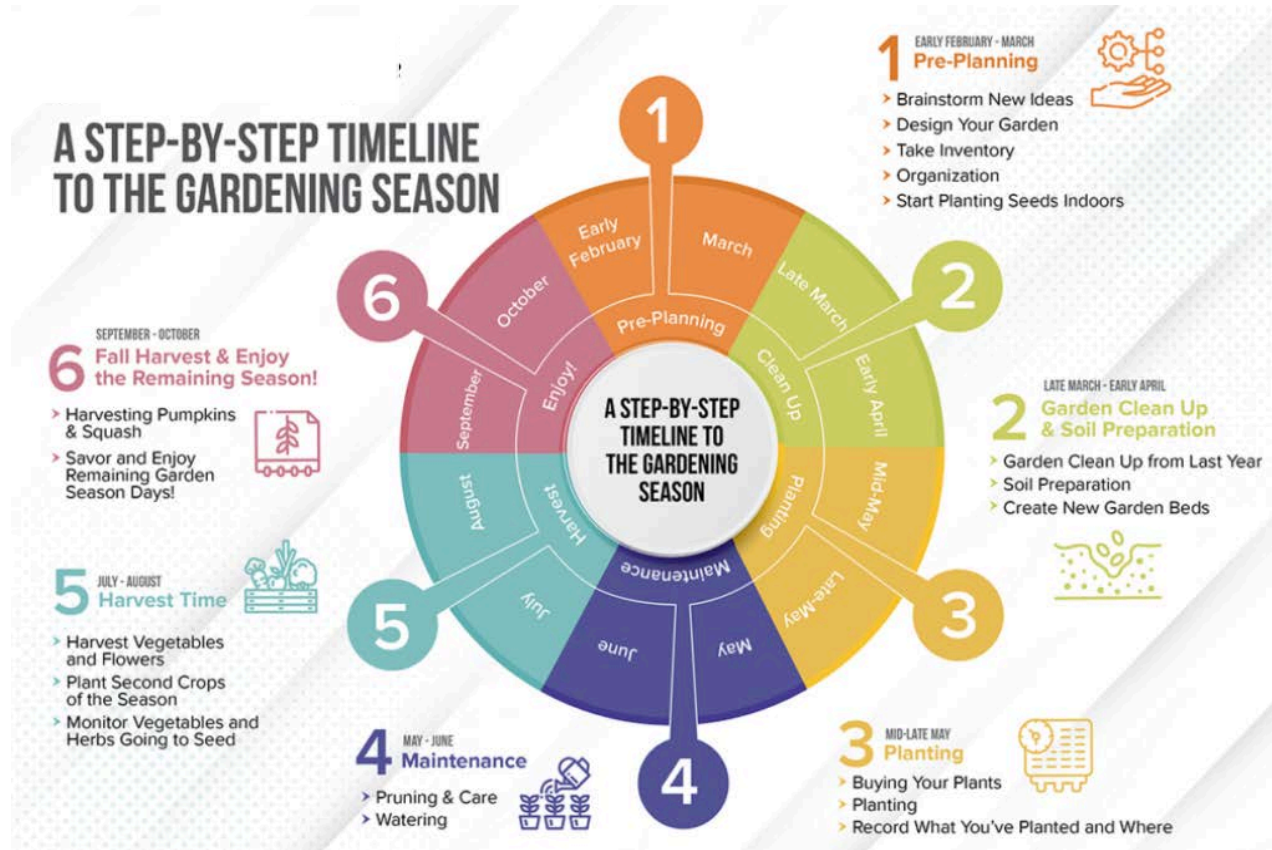 A STEP-BY-STEP TIMELINE
TO THE GARDENING SEASON
1
EARLY FEBRUARY - MARCH
Pre-Planning
Brainstorm New Ideas
Design Your Garden
Take Inventory
Organization
Start Planting Seeds Indoors
2
LATE MARCH - EARLY APRIL
Garden Clean Up
& Soil Preparation
Garden Clean Up from Last Year
Soil Preparation
Create New Garden Beds
3
MID-LATE MAY
Planting
Buying Your Plants
Planting
Record What You've Planted and Where
4
MAY - JUNE
Maintenance
Pruning & Care
Watering
5
JULY - AUGUST
Harvest Time
Harvest Vegetables
and Flowers
Plant Second Crops
of the Season
Monitor Vegetables and
Herbs Going to Seed
6
SEPTEMBER - OCTOBER
Fall Harvest & Enjoy
the Remaining Season!
Harvesting Pumpkins
& Squash
Savor and Enjoy
Remaining Garden
Season Days!
1
Early
February
March
Pre-Planning
2
Late March
Early April
Clean Up
3
Mid-May
Late-May
Planting
4
May
June
Maintenance
5
July
August
Harvest
6
September
October
Enjoy!
A STEP-BY-STEP
TIMELINE TO
THE GARDENING
SEASON